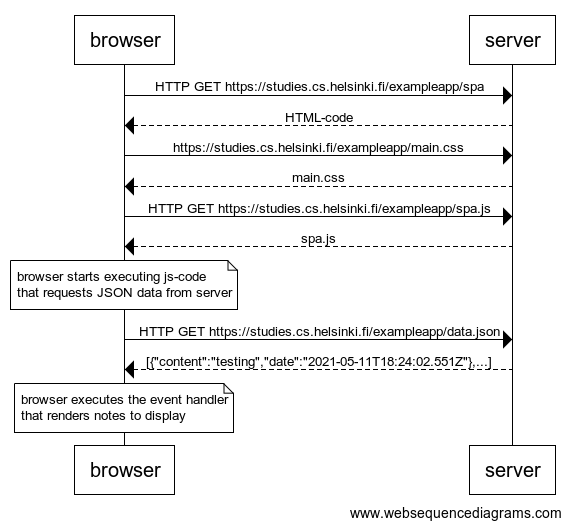 browser
server
HTTP GET https://studies.cs.helsinki.fi/exampleapp/spa
HTML-code
https://studies.cs.helsinki.fi/exampleapp/main.css
main.css
HTTP GET https://studies.cs.helsinki.fi/exampleapp/spa.js
spa.js
browser starts executing js-code
that requests JSON data from server
HTTP GET https://studies.cs.helsinki.fi/exampleapp/data.json
[{"content":"testing","date":"2021-05-11T18:24:02.551Z"},...]
browser executes the event handler
that renders notes to display
browser
server
www.websequencediagrams.com